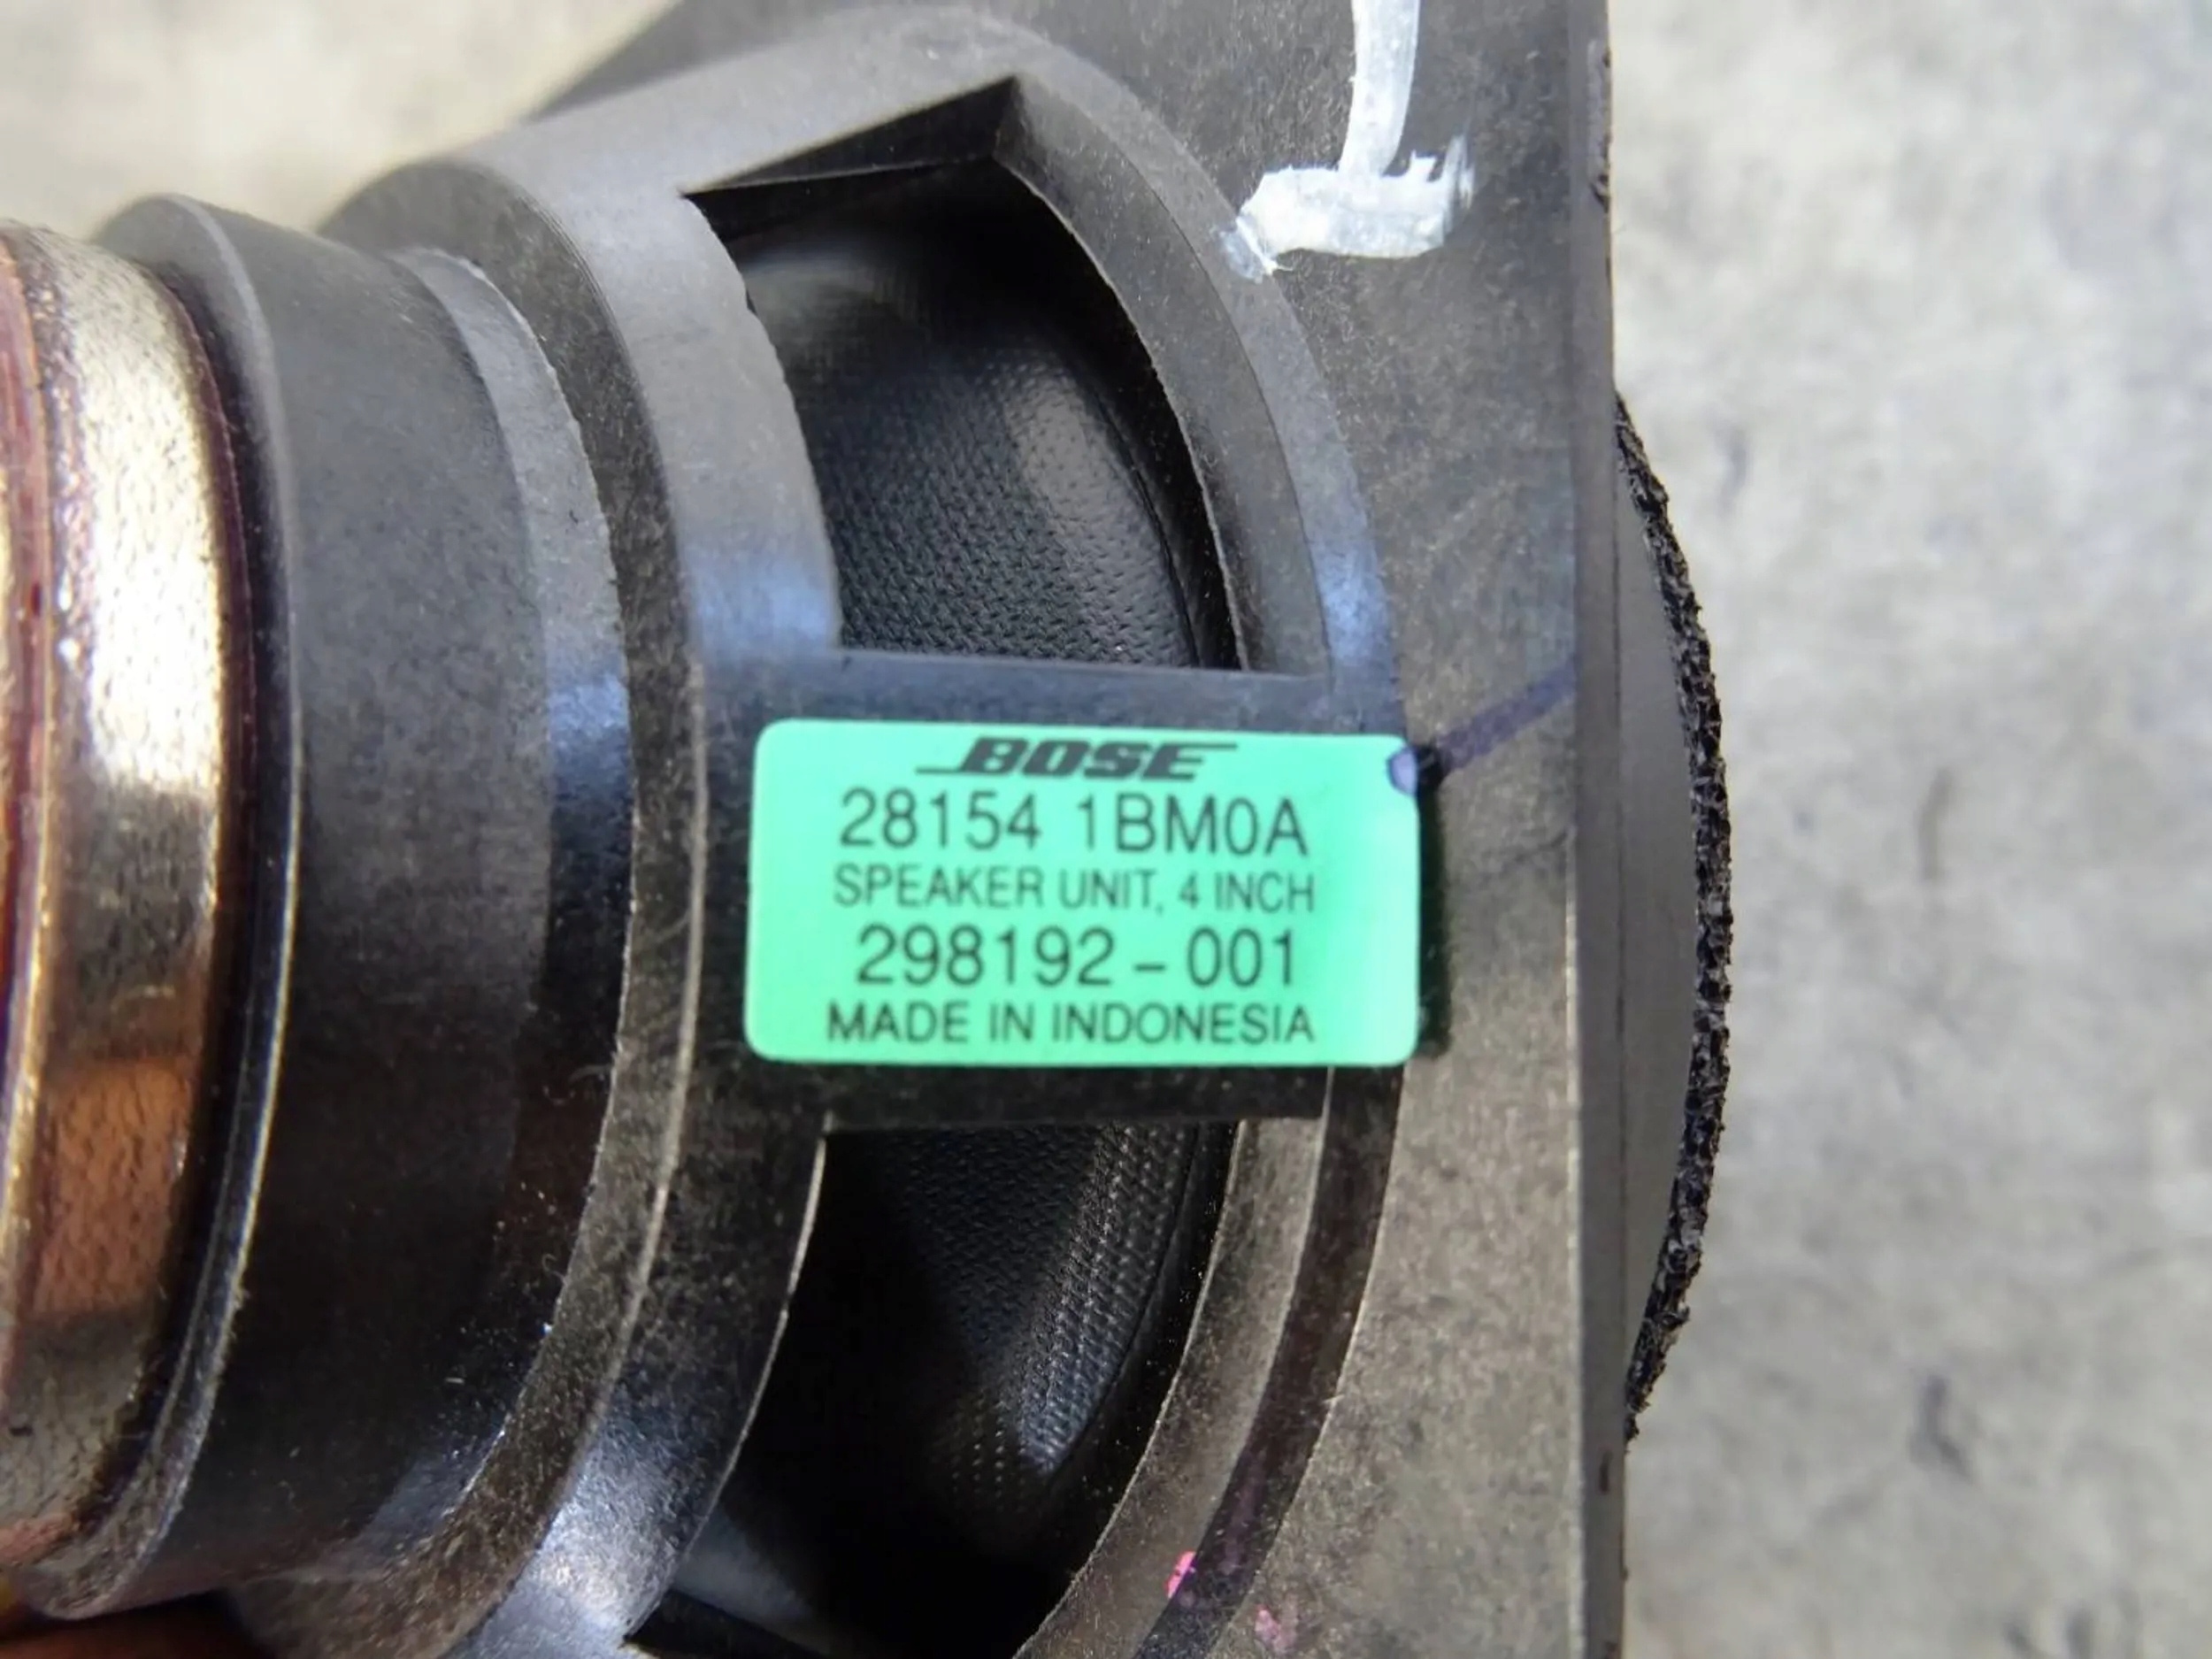 BOSE
28154 1BM0A
SPEAKER UNIT, 4 INCH
298192-001
MADE IN INDONESIA